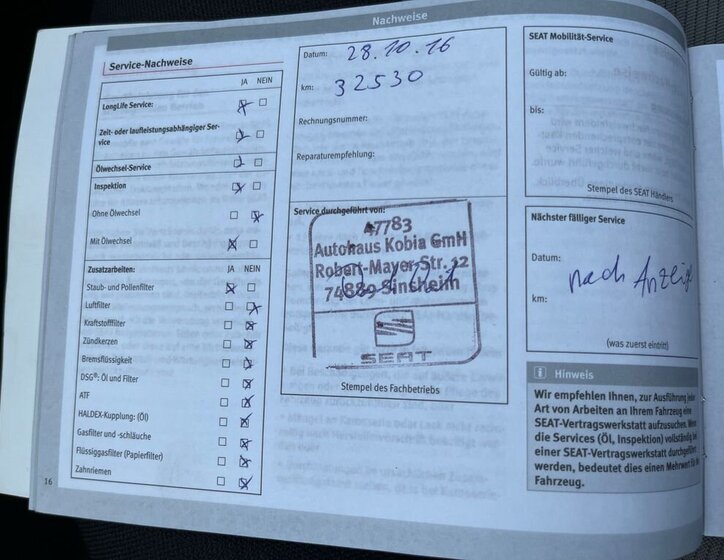 Nachweise
Service-Nachweise
JA NEIN
LongLife Service:
Zeit- oder laufleistungsabhängiger Ser-
vice
Ölwechsel-Service
Inspektion
Ohne Ölwechsel
Mit Ölwechsel
Zusatzarbeiten: JA NEIN
Staub- und Pollenfilter
Luftfilter
Kraftstofffilter
Zündkerzen
Bremsflüssigkeit
DSG®: Öl und Filter
ATF
HALDEX-Kupplung: (Öl)
Gasfilter und -schläuche
Flüssiggasfilter (Papierfilter)
Zahnriemen
16
Datum: 28.10.16
km: 32530
Rechnungsnummer:
Reparaturempfehlung:
Service durchgeführt von:
47783
Autohaus Kobia GmH
Robert-Mayer-Str. 12
74889 Sinsheim
SEAT
Stempel des Fachbetriebs
SEAT Mobilität-Service
Gültig ab:
bis:
Stempel des SEAT Händlers
Nächster fälliger Service
Datum:
nach Anzeige
km:
(was zuerst eintritt)
i Hinweis
Wir empfehlen Ihnen, zur Ausführung jeder
Art von Arbeiten an Ihrem Fahrzeug eine
SEAT-Vertragswerkstatt aufzusuchen. Wenn
die Services (Öl, Inspektion) vollständig bei
einer SEAT-Vertragswerkstatt durchgeführt
werden, bedeutet dies einen Mehrwert für Ihr
Fahrzeug.